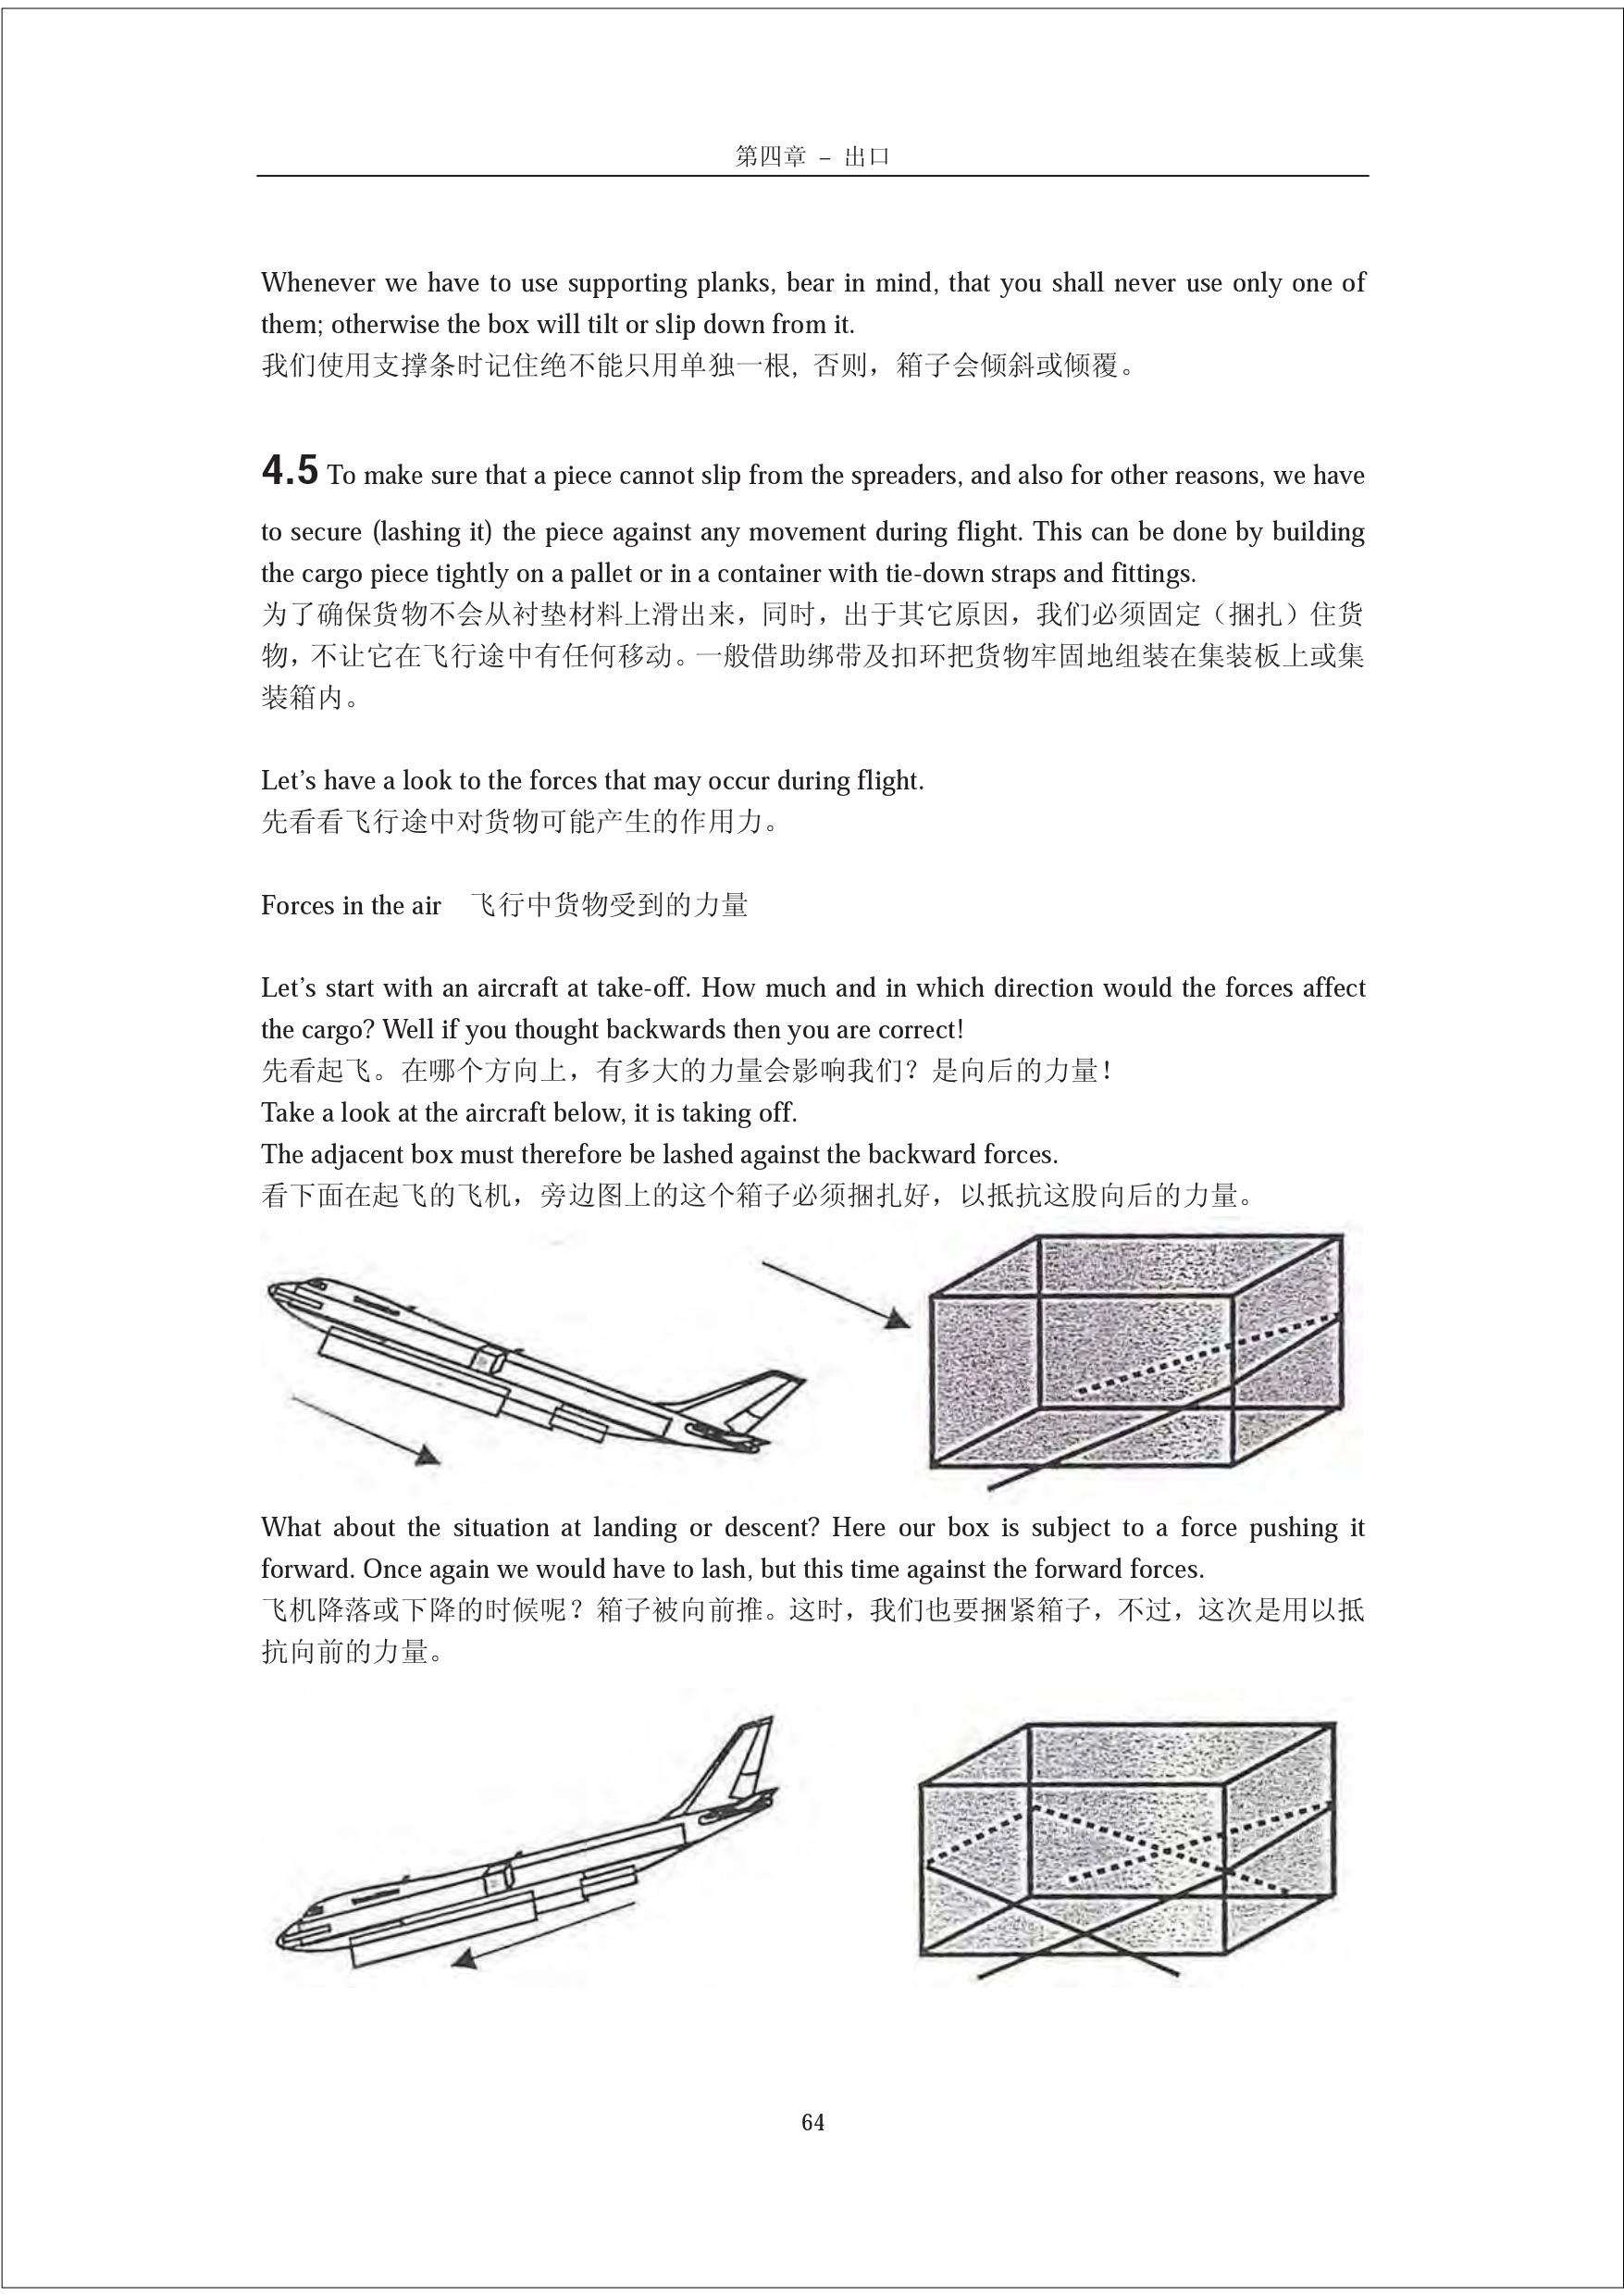 第四章 – 出口
Whenever we have to use supporting planks, bear in mind, that you shall never use only one of
them; otherwise the box will tilt or slip down from it.
我们使用支撑条时记住绝不能只用单独一根, 否则，箱子会倾斜或倾覆。
4.5 To make sure that a piece cannot slip from the spreaders, and also for other reasons, we have
to secure (lashing it) the piece against any movement during flight. This can be done by building
the cargo piece tightly on a pallet or in a container with tie-down straps and fittings.
为了确保货物不会从衬垫材料上滑出来，同时，出于其它原因，我们必须固定（捆扎）住货
物，不让它在飞行途中有任何移动。一般借助绑带及扣环把货物牢固地组装在集装板上或集
装箱内。
Let’s have a look to the forces that may occur during flight.
先看看飞行途中对货物可能产生的作用力。
Forces in the air 飞行中货物受到的力量
Let’s start with an aircraft at take-off. How much and in which direction would the forces affect
the cargo? Well if you thought backwards then you are correct!
先看起飞。在哪个方向上，有多大的力量会影响我们？是向后的力量！
Take a look at the aircraft below, it is taking off.
The adjacent box must therefore be lashed against the backward forces.
看下面在起飞的飞机，旁边图上的这个箱子必须捆扎好，以抵抗这股向后的力量。
What about the situation at landing or descent? Here our box is subject to a force pushing it
forward. Once again we would have to lash, but this time against the forward forces.
飞机降落或下降的时候呢？箱子被向前推。这时，我们也要捆紧箱子，不过，这次是用以抵
抗向前的力量。
64